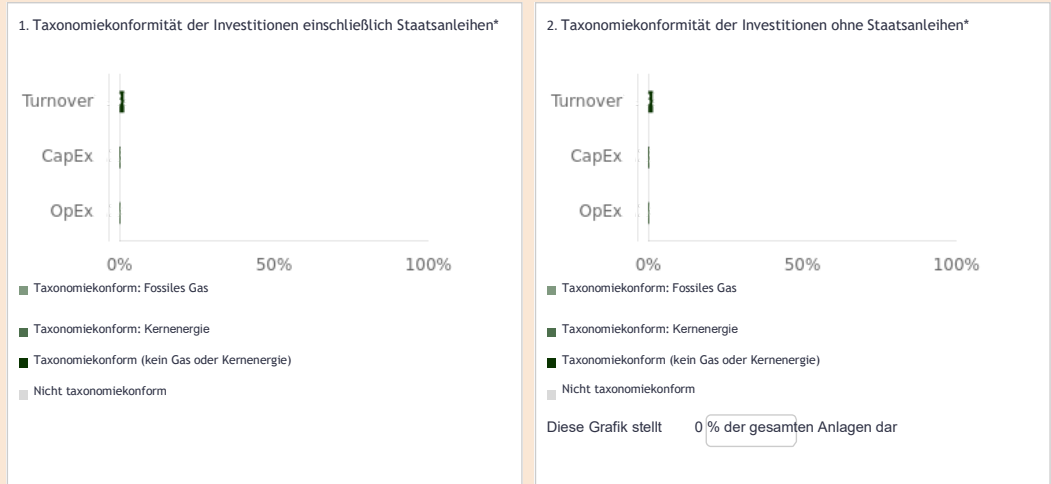 1. Taxonomiekonformität der Investitionen einschließlich Staatsanleihen*
Turnover
CapEx
OpEx
0% 50% 100%
Taxonomiekonform: Fossiles Gas
Taxonomiekonform: Kernenergie
Taxonomiekonform (kein Gas oder Kernenergie)
Nicht taxonomiekonform
2. Taxonomiekonformität der Investitionen ohne Staatsanleihen*
Turnover
CapEx
OpEx
0% 50% 100%
Taxonomiekonform: Fossiles Gas
Taxonomiekonform: Kernenergie
Taxonomiekonform (kein Gas oder Kernenergie)
Nicht taxonomiekonform
Diese Grafik stellt 0 % der gesamten Anlagen dar